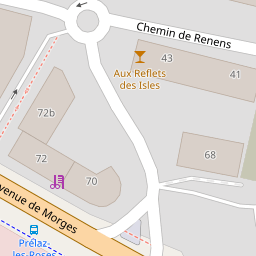 Chemin de Renens
43
Aux Reflets
des Isles
41
72b
68
72
70
venue de Morges
Prélaz-
les-Roses